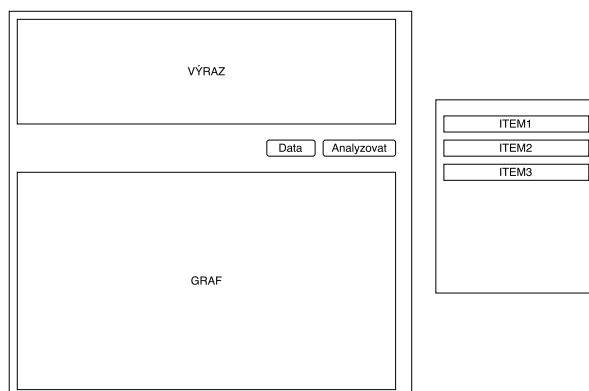 VÝRAZ
Data
Analyzovat
GRAF
ITEM1
ITEM2
ITEM3